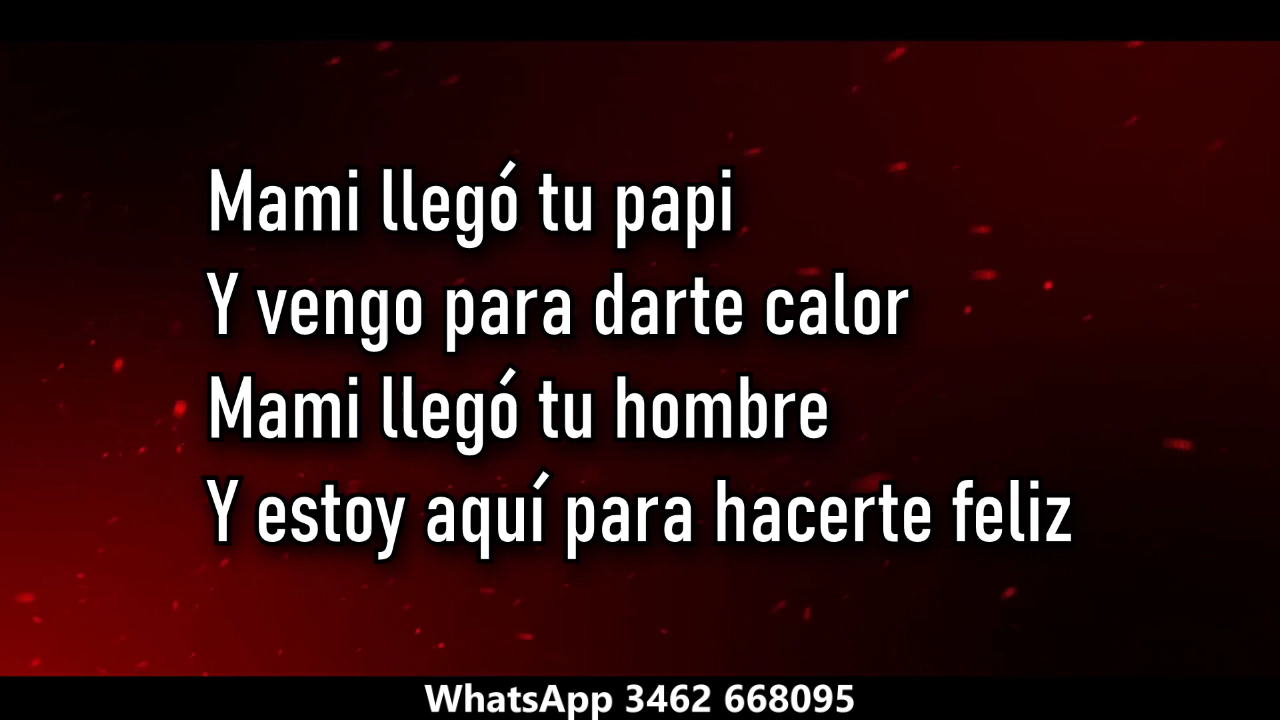 Mami llegó tu papi
Y vengo para darte calor
Mami llegó tu hombre
Y estoy aquí para hacerte feliz
WhatsApp 3462 668095